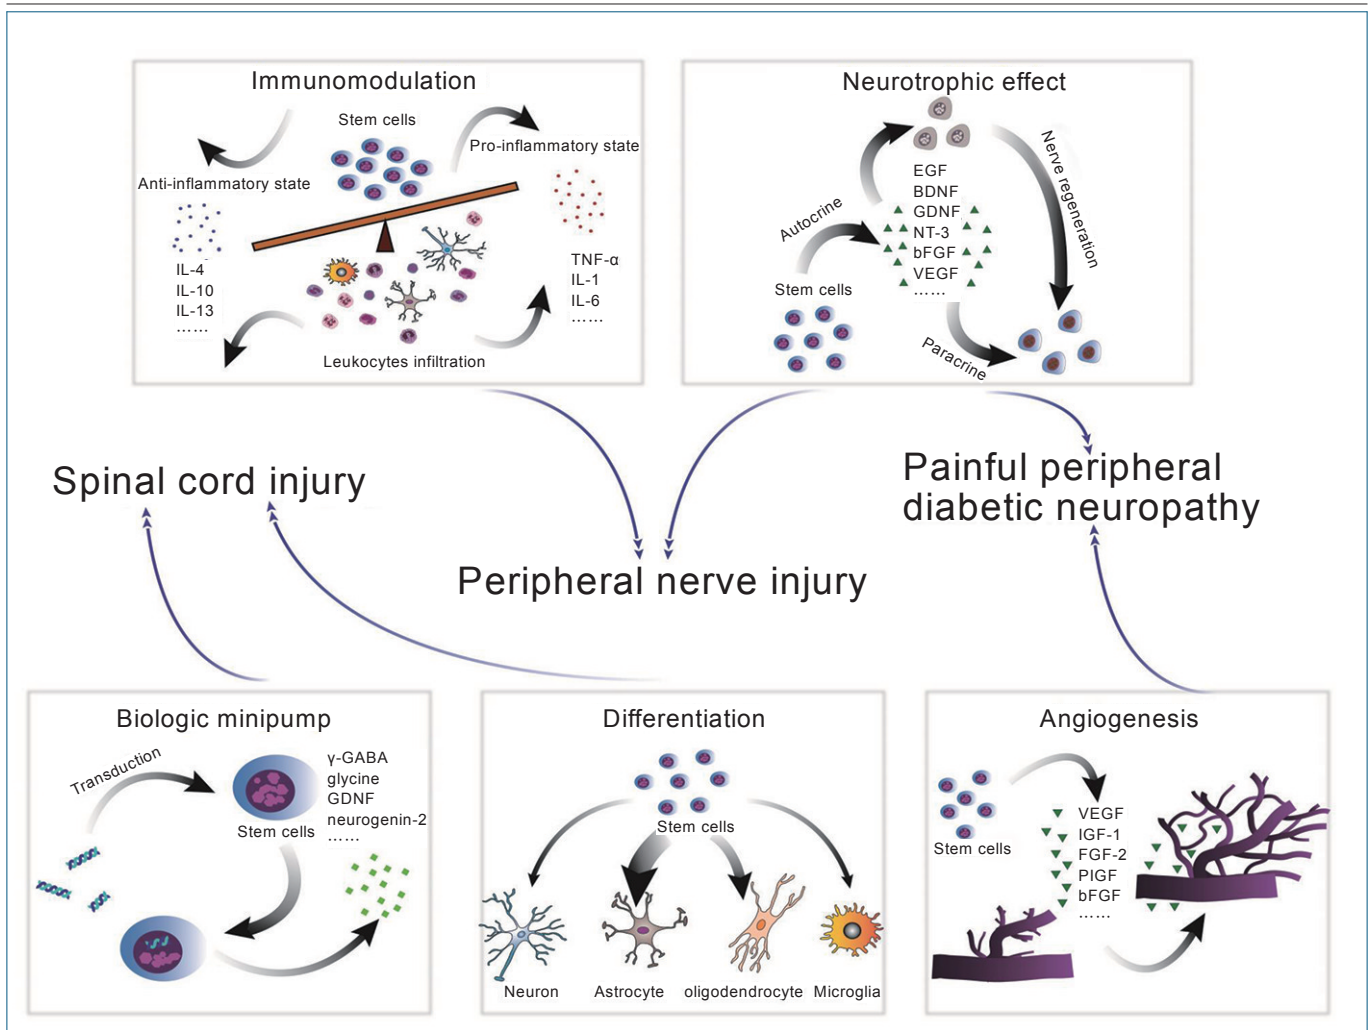 Immunomodulation
Stem cells
Pro-inflammatory state
Anti-inflammatory state
IL-4
IL-10
IL-13
……
TNF-α
IL-1
IL-6
……
Leukocytes infiltration
Neurotrophic effect
EGF
BDNF
GDNF
NT-3
bFGF
VEGF
……
Autocrine
Nerve regeneration
Stem cells
Paracrine
Spinal cord injury
Painful peripheral
diabetic neuropathy
Peripheral nerve injury
Biologic minipump
Transduction
γ-GABA
glycine
GDNF
neurogenin-2
……
Stem cells
Differentiation
Stem cells
Neuron
Astrocyte
oligodendrocyte
Microglia
Angiogenesis
Stem cells
VEGF
IGF-1
FGF-2
PIGF
bFGF
……